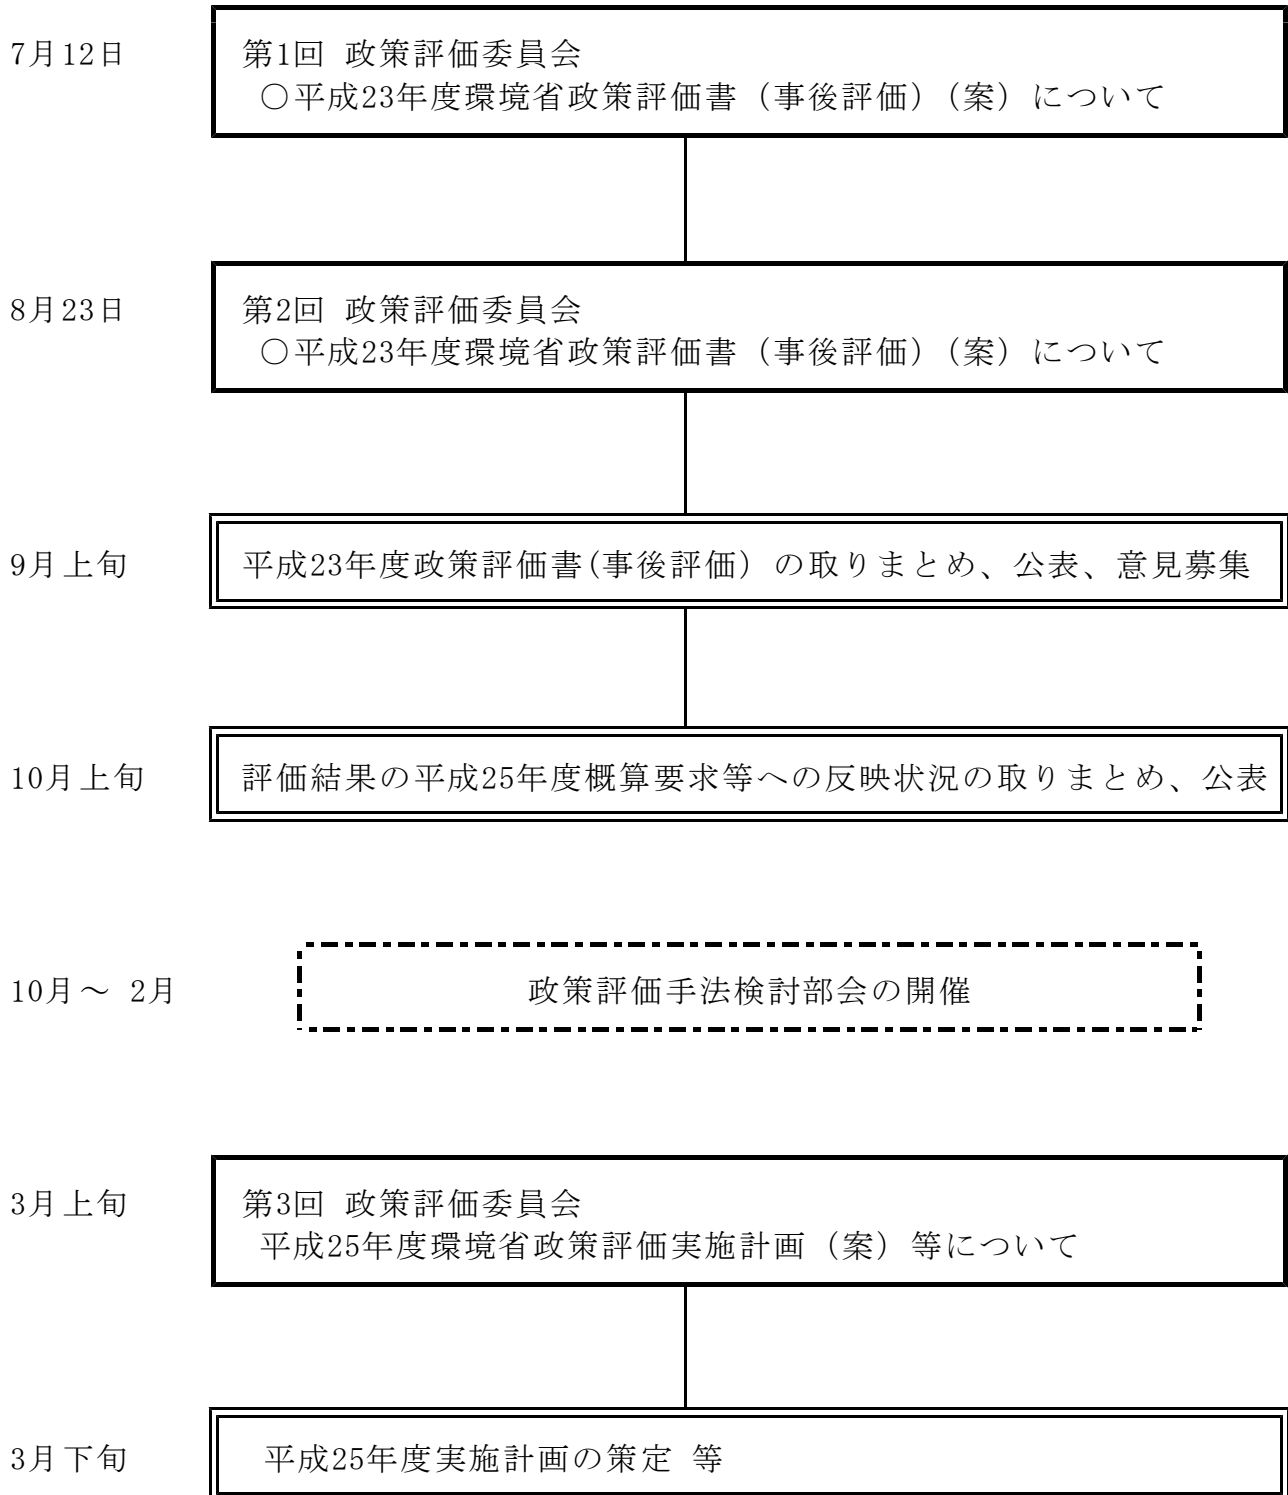 7月12日
第1回 政策評価委員会
○平成23年度環境省政策評価書（事後評価）（案）について
8月23日
第2回 政策評価委員会
○平成23年度環境省政策評価書（事後評価）（案）について
9月上旬
平成23年度政策評価書(事後評価）の取りまとめ、公表、意見募集
10月上旬
評価結果の平成25年度概算要求等への反映状況の取りまとめ、公表
10月～ 2月
政策評価手法検討部会の開催
3月上旬
第3回 政策評価委員会
平成25年度環境省政策評価実施計画（案）等について
3月下旬
平成25年度実施計画の策定 等